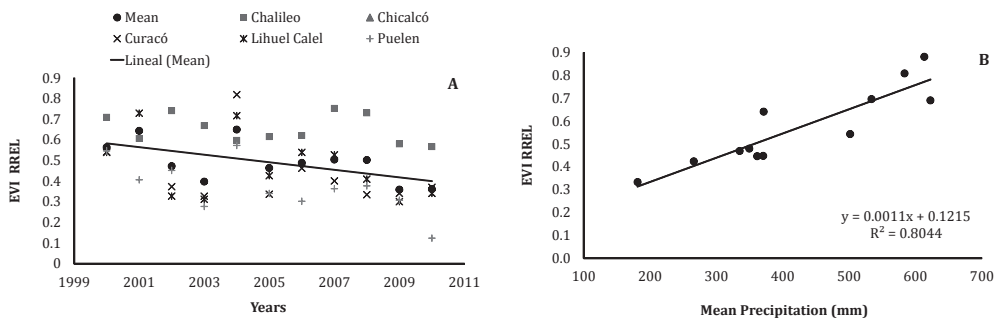 Mean Chalileo Chicalcó
Curacó Lihuel Calel Puelen
Lineal (Mean)
A
0.9
0.8
0.7
0.6
0.5
0.4
0.3
0.2
0.1
0
EVI RREL
1999 2001 2003 2005 2007 2009 2011
Years
B
0.9
0.8
0.7
0.6
0.5
0.4
0.3
0.2
0.1
0.0
EVI RREL
y = 0.0011x + 0.1215
R² = 0.8044
100 200 300 400 500 600 700
Mean Precipitation (mm)